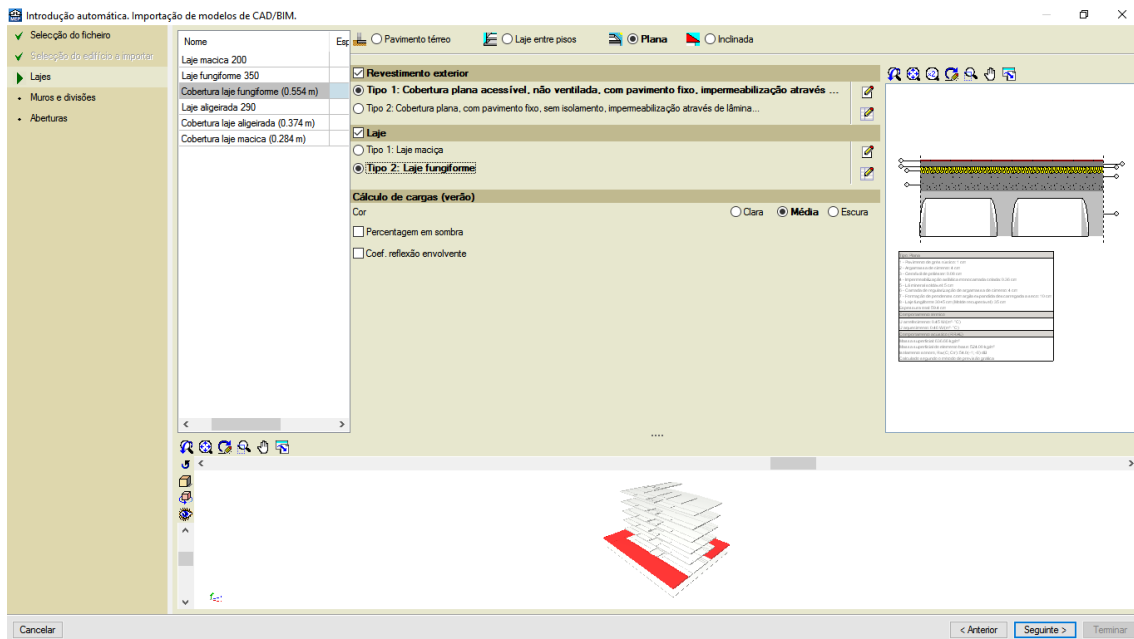 Introdução automática. Importação de modelos de CAD/BIM.
Selecção do ficheiro
Selecção do edifício a importar
Lajes
Muros e divisões
Aberturas
Nome
Esp
Laje macica 200
Laje fungiforme 350
Cobertura laje fungiforme (0.554 m)
Laje aligeirada 290
Cobertura laje aligeirada (0.374 m)
Cobertura laje macica (0.284 m)
Pavimento térreo
Laje entre pisos
Plana
Inclinada
Revestimento exterior
Tipo 1: Cobertura plana acessível, não ventilada, com pavimento fixo, impermeabilização através ...
Tipo 2: Cobertura plana, com pavimento fixo, sem isolamento, impermeabilização através de lâmina...
Laje
Tipo 1: Laje maciça
Tipo 2: Laje fungiforme
Cálculo de cargas (verão)
Cor
Clara
Média
Escura
Percentagem em sombra
Coef. reflexão envolvente
Cancelar
< Anterior
Seguinte >
Terminar